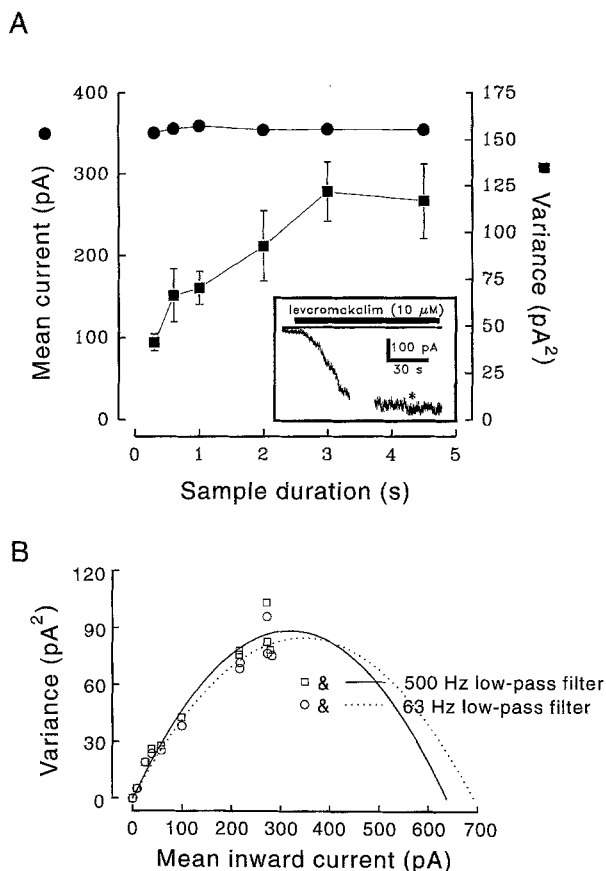 A
400
300
200
100
0
Mean current (pA)
175
150
125
100
75
50
25
0
Variance (pA²)
levcromakalim (10 μM)
100 pA
30 s
*
0 1 2 3 4 5
Sample duration (s)
B
120
90
60
30
0
Variance (pA²)
& 500 Hz low-pass filter
& 63 Hz low-pass filter
0 100 200 300 400 500 600 700
Mean inward current (pA)